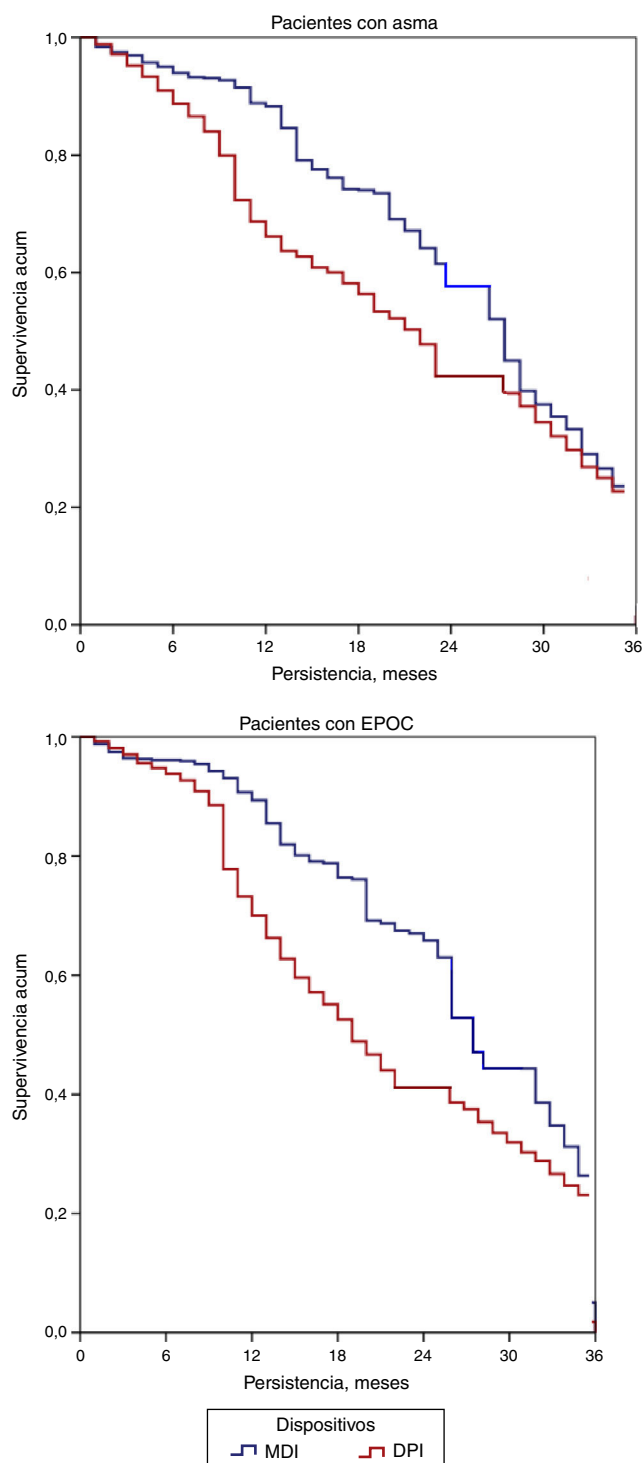 Pacientes con asma
1,0
0,8
0,6
0,4
0,2
0,0
Supervivencia acum
0 6 12 18 24 30 36
Persistencia, meses
Pacientes con EPOC
1,0
0,8
0,6
0,4
0,2
0,0
Supervivencia acum
0 6 12 18 24 30 36
Persistencia, meses
Dispositivos
MDI DPI